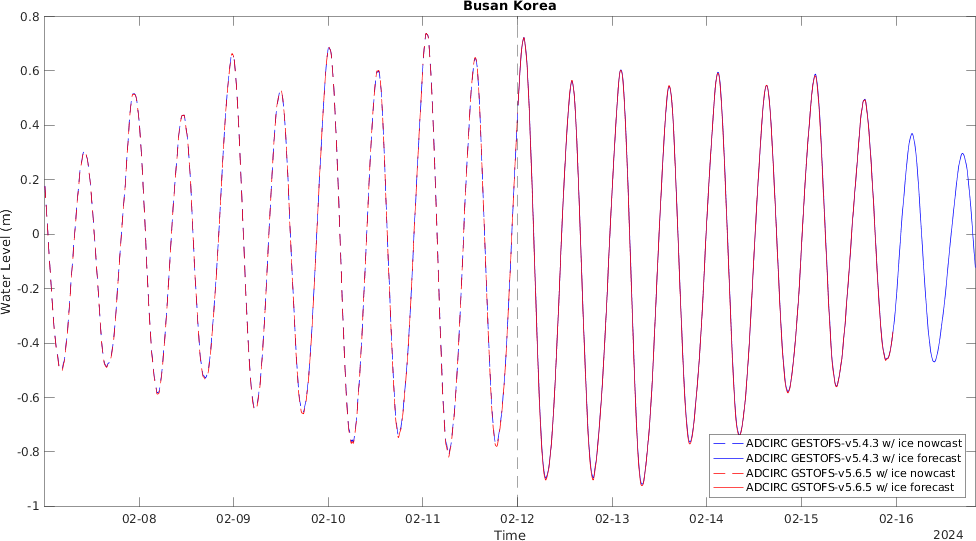 Busan Korea
0.8
0.6
0.4
0.2
0
-0.2
-0.4
-0.6
-0.8
-1
Water Level (m)
ADCIRC GESTOFS-v5.4.3 w/ ice nowcast
ADCIRC GESTOFS-v5.4.3 w/ ice forecast
ADCIRC GSTOFS-v5.6.5 w/ ice nowcast
ADCIRC GSTOFS-v5.6.5 w/ ice forecast
02-08 02-09 02-10 02-11 02-12 02-13 02-14 02-15 02-16
Time
2024